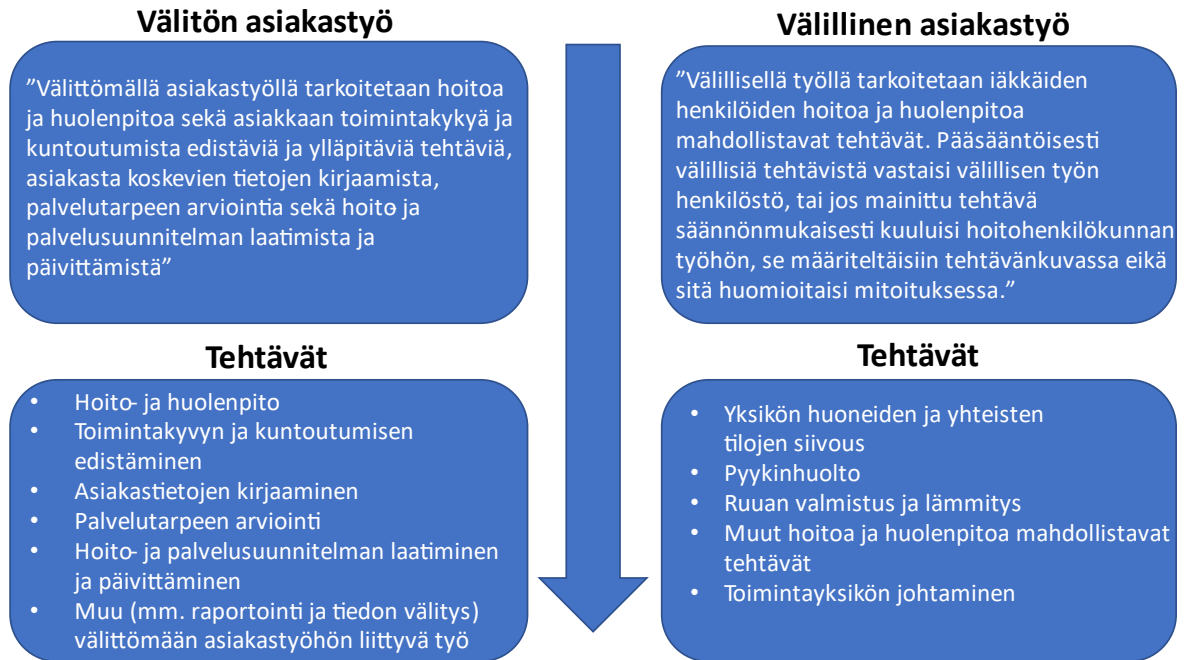 Välitön asiakastyö
”Välittömällä asiakastyöllä tarkoitetaan hoitoa
ja huolenpitoa sekä asiakkaan toimintakykyä ja
kuntoutumista edistäviä ja ylläpitäviä tehtäviä,
asiakasta koskevien tietojen kirjaamista,
palvelutarpeen arviointia sekä hoito- ja
palvelusuunnitelman laatimista ja
päivittämistä”
Tehtävät
• Hoito- ja huolenpito
• Toimintakyvyn ja kuntoutumisen
edistäminen
• Asiakastietojen kirjaaminen
• Palvelutarpeen arviointi
• Hoito- ja palvelusuunnitelman laatiminen
ja päivittäminen
• Muu (mm. raportointi ja tiedon välitys)
välittömään asiakastyöhön liittyvä työ
Välillinen asiakastyö
”Välillisellä työllä tarkoitetaan iäkkäiden
henkilöiden hoitoa ja huolenpitoa
mahdollistavat tehtävät. Pääsääntöisesti
välillisiä tehtävistä vastaisi välillisen työn
henkilöstö, tai jos mainittu tehtävä
säännönmukaisesti kuuluisi hoitohenkilökunnan
työhön, se määriteltäisiin tehtävänkuvassa eikä
sitä huomioitaisi mitoituksessa.”
Tehtävät
• Yksikön huoneiden ja yhteisten
tilojen siivous
• Pyykinhuolto
• Ruuan valmistus ja lämmitys
• Muut hoitoa ja huolenpitoa mahdollistavat
tehtävät
• Toimintayksikön johtaminen